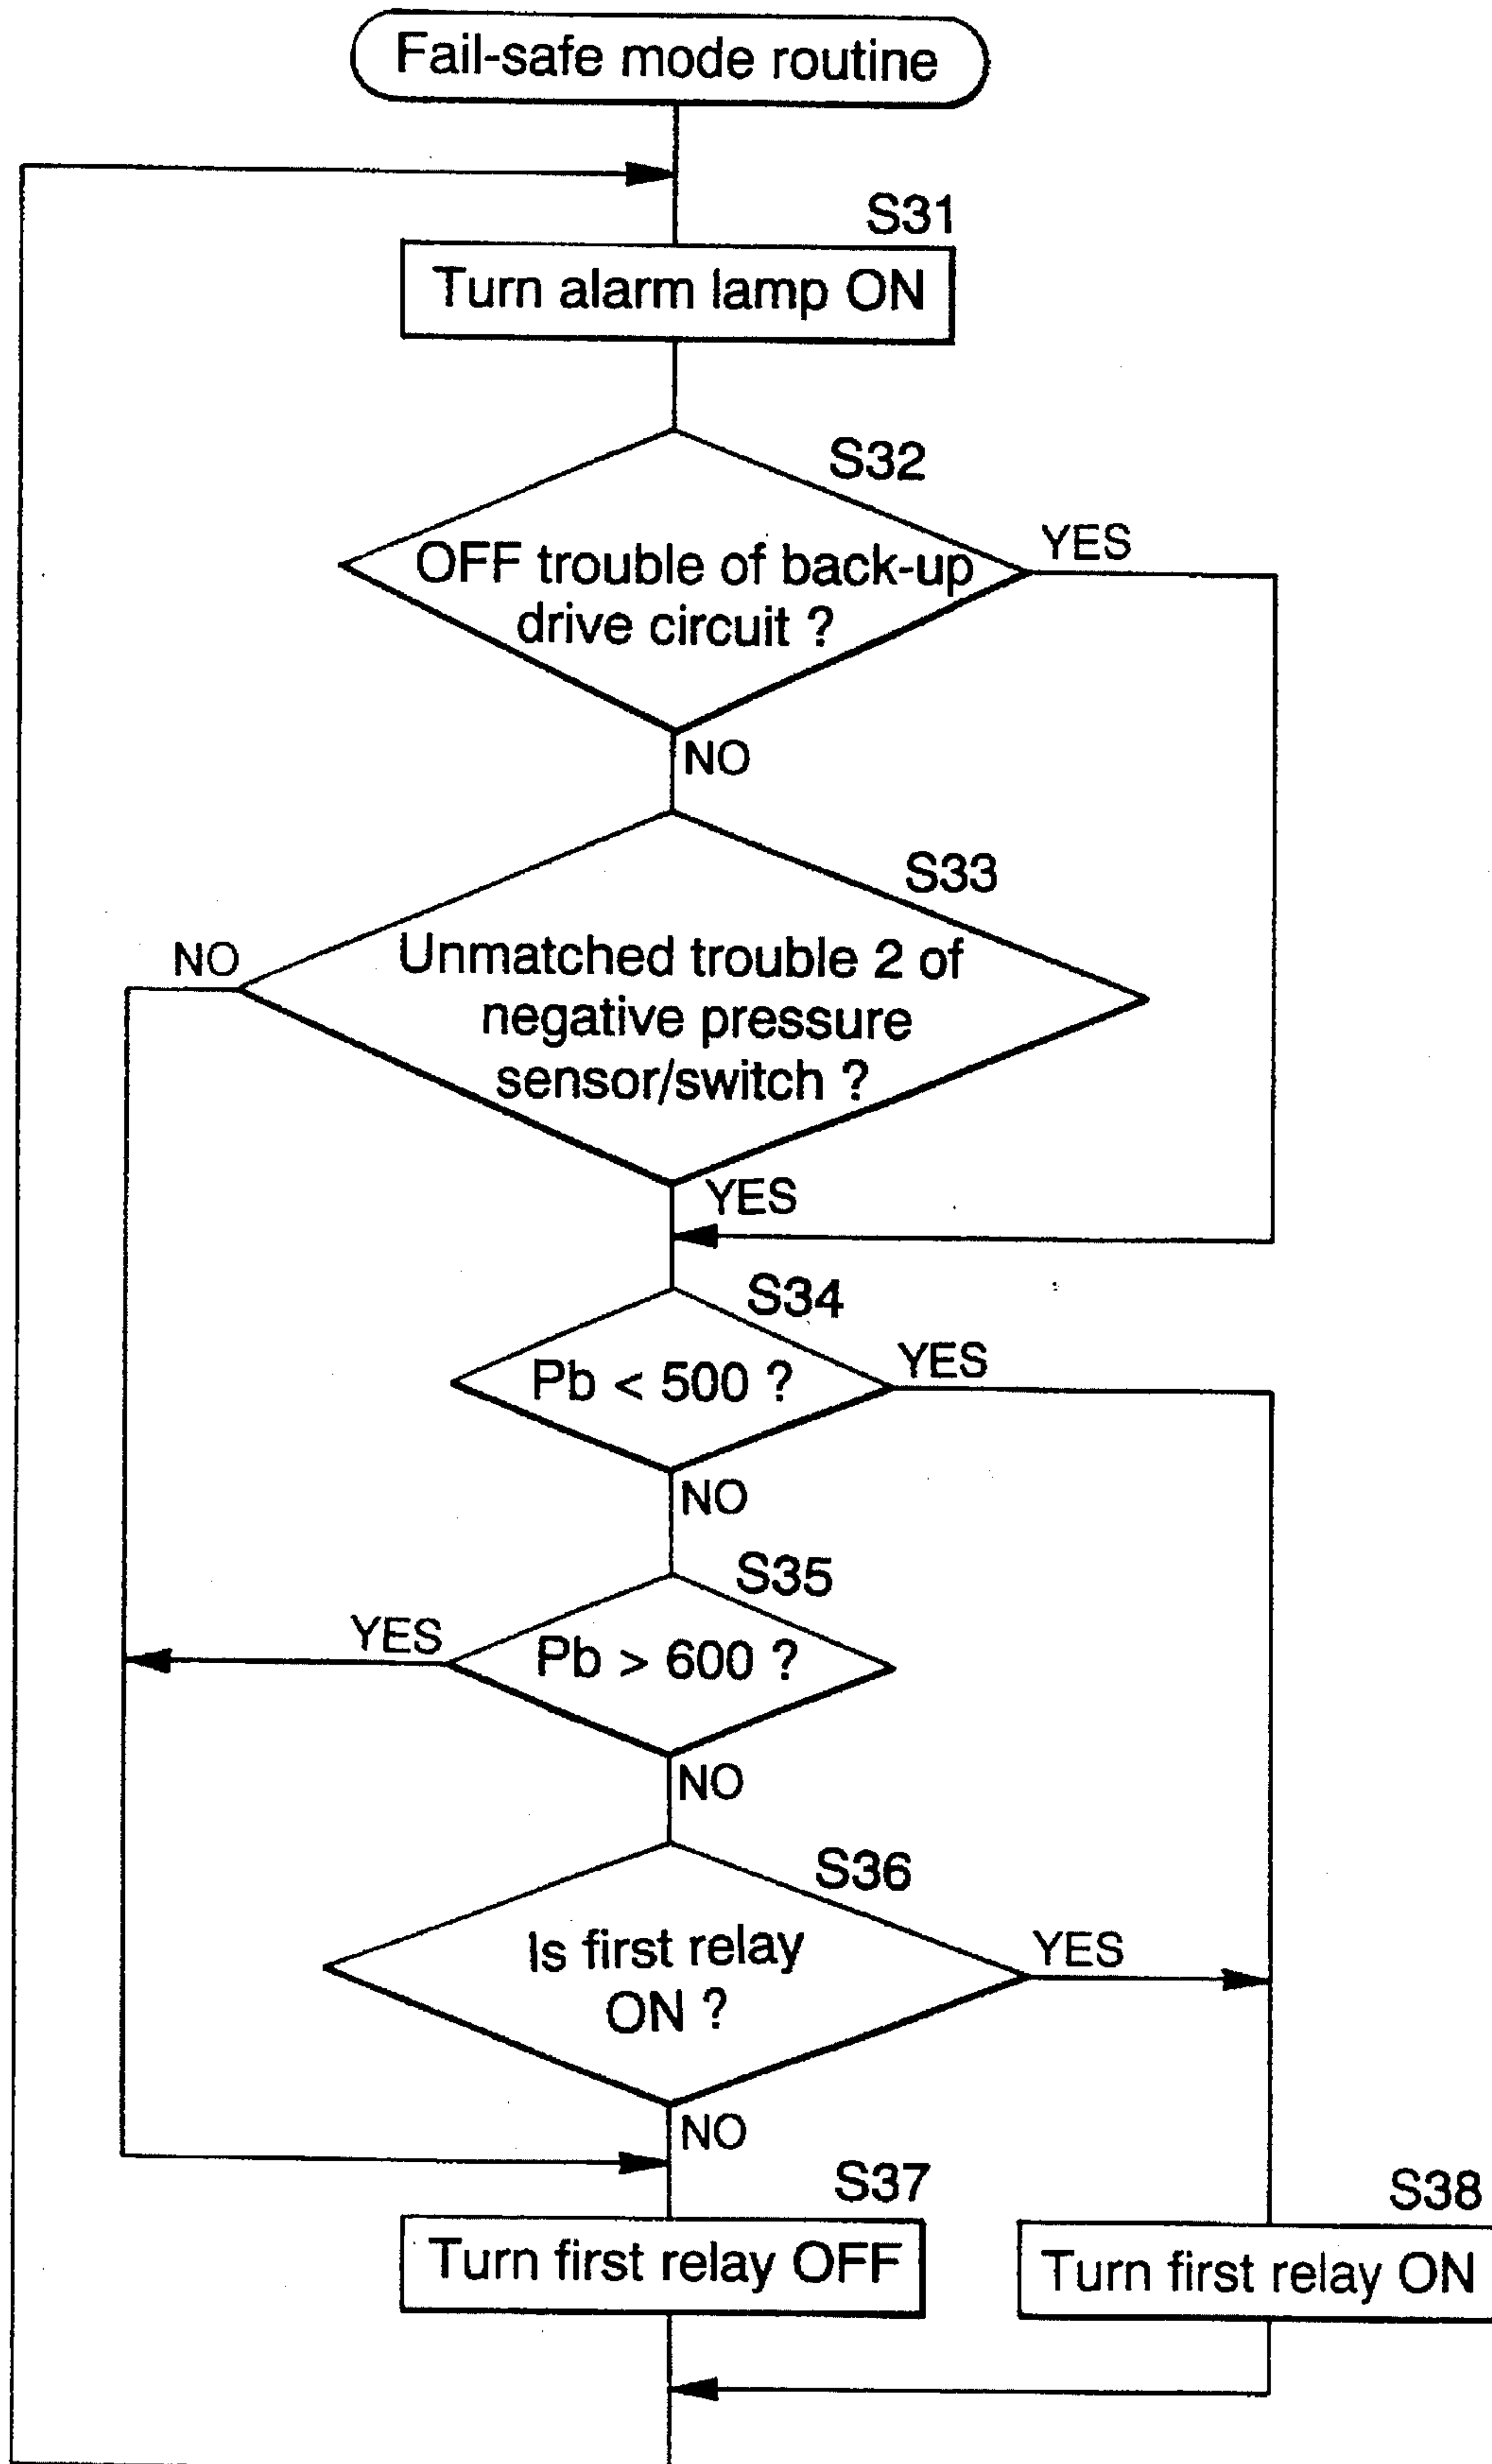 Fail-safe mode routine
S31
Turn alarm lamp ON
S32
OFF trouble of back-up
drive circuit ?
YES
NO
S33
Unmatched trouble 2 of
negative pressure
sensor/switch ?
NO
YES
S34
Pb < 500 ?
YES
NO
S35
Pb > 600 ?
YES
NO
S36
Is first relay
ON ?
YES
NO
S37
Turn first relay OFF
S38
Turn first relay ON